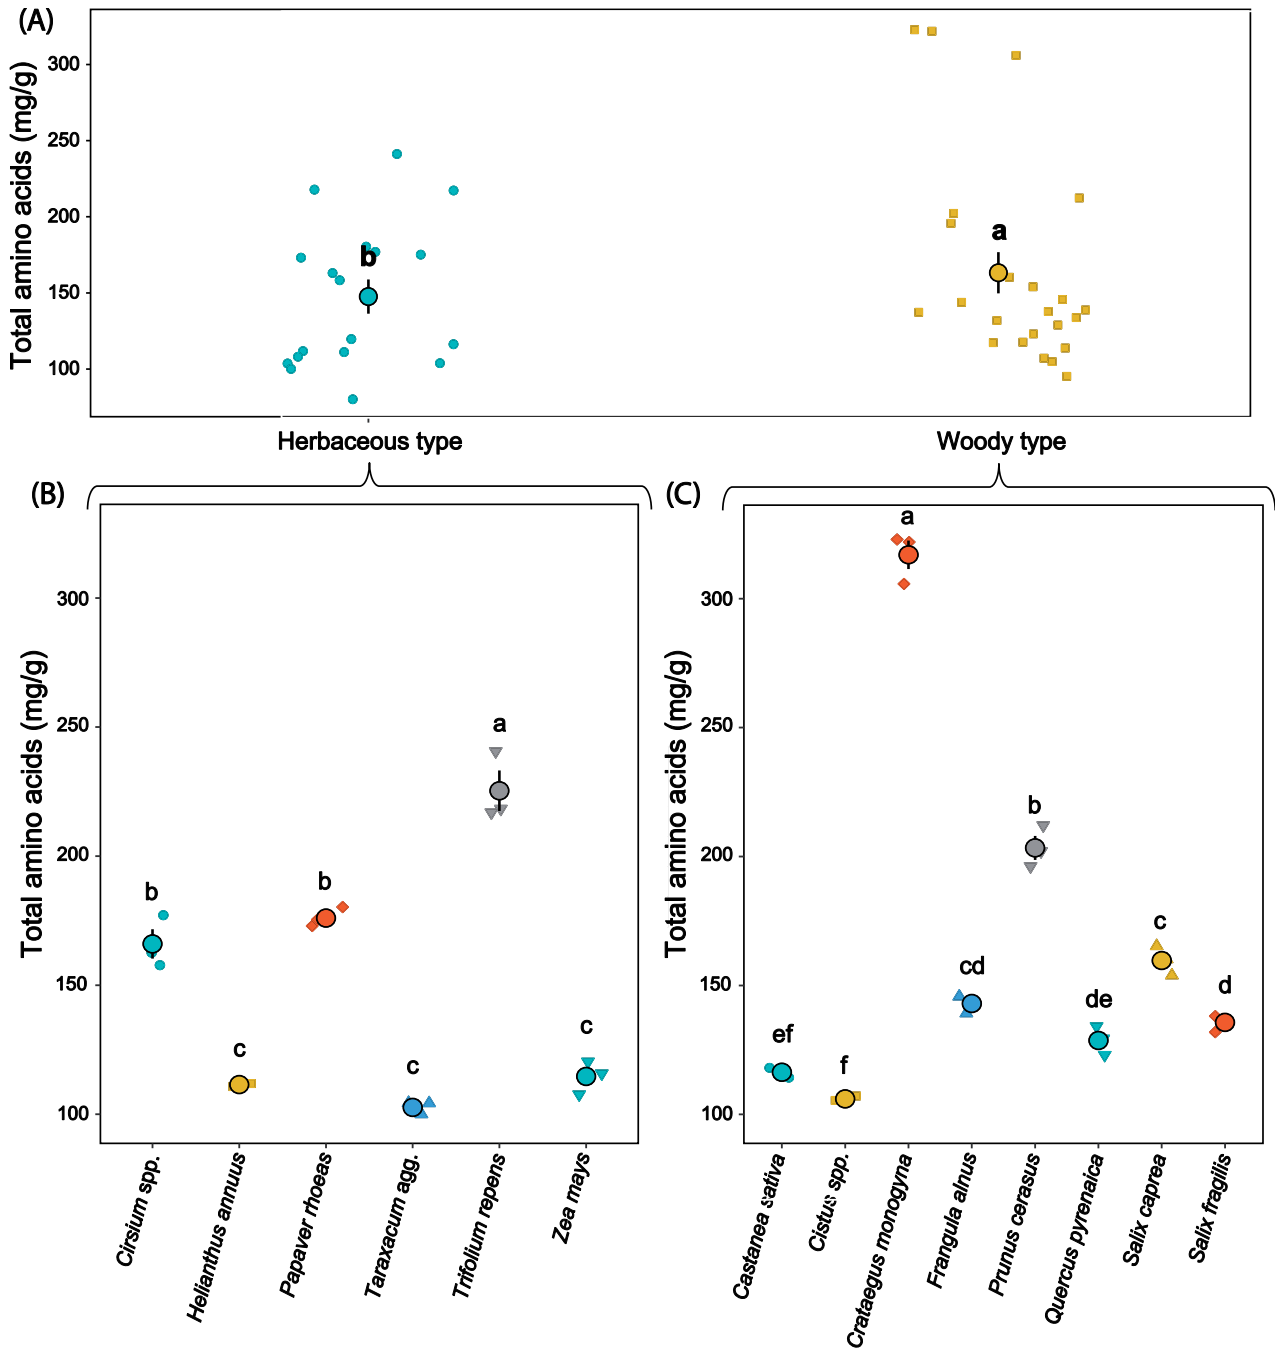 (A)
Total amino acids (mg/g)
300
250
200
150
100
b
a
Herbaceous type
Woody type
(B)
Total amino acids (mg/g)
300
250
200
150
100
b
c
b
c
a
c
Cirsium spp.
Helianthus annuus
Papaver rhoeas
Taraxacum agg.
Trifolium repens
Zea mays
(C)
Total amino acids (mg/g)
300
250
200
150
100
ef
f
a
cd
b
de
c
d
Castanea sativa
Cistus spp.
Crataegus monogyna
Frangula alnus
Prunus cerasus
Quercus pyrenaica
Salix caprea
Salix fragilis